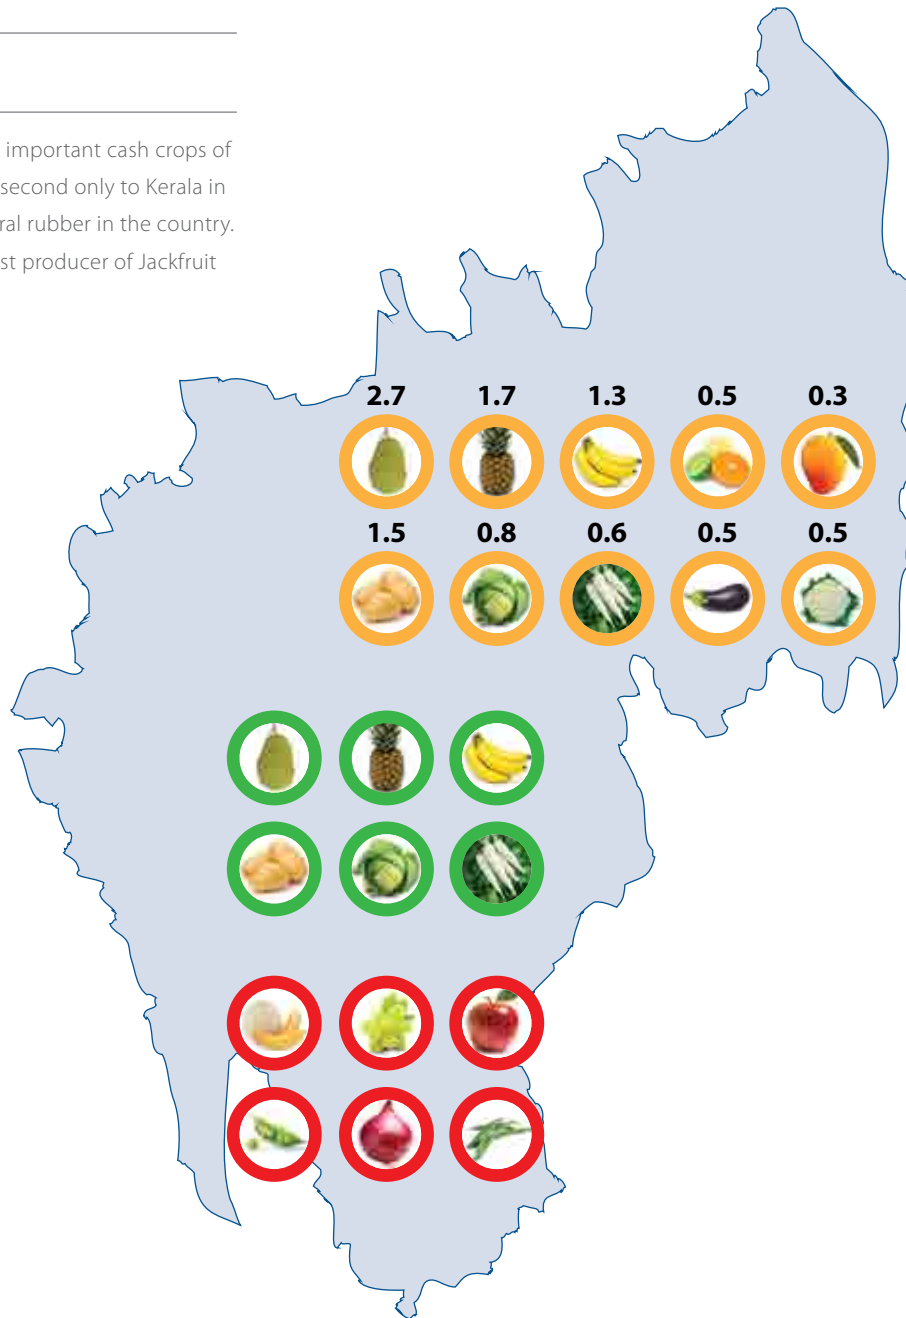 important cash crops of
second only to Kerala in
ral rubber in the country.
st producer of Jackfruit
2.7 1.7 1.3 0.5 0.3
1.5 0.8 0.6 0.5 0.5